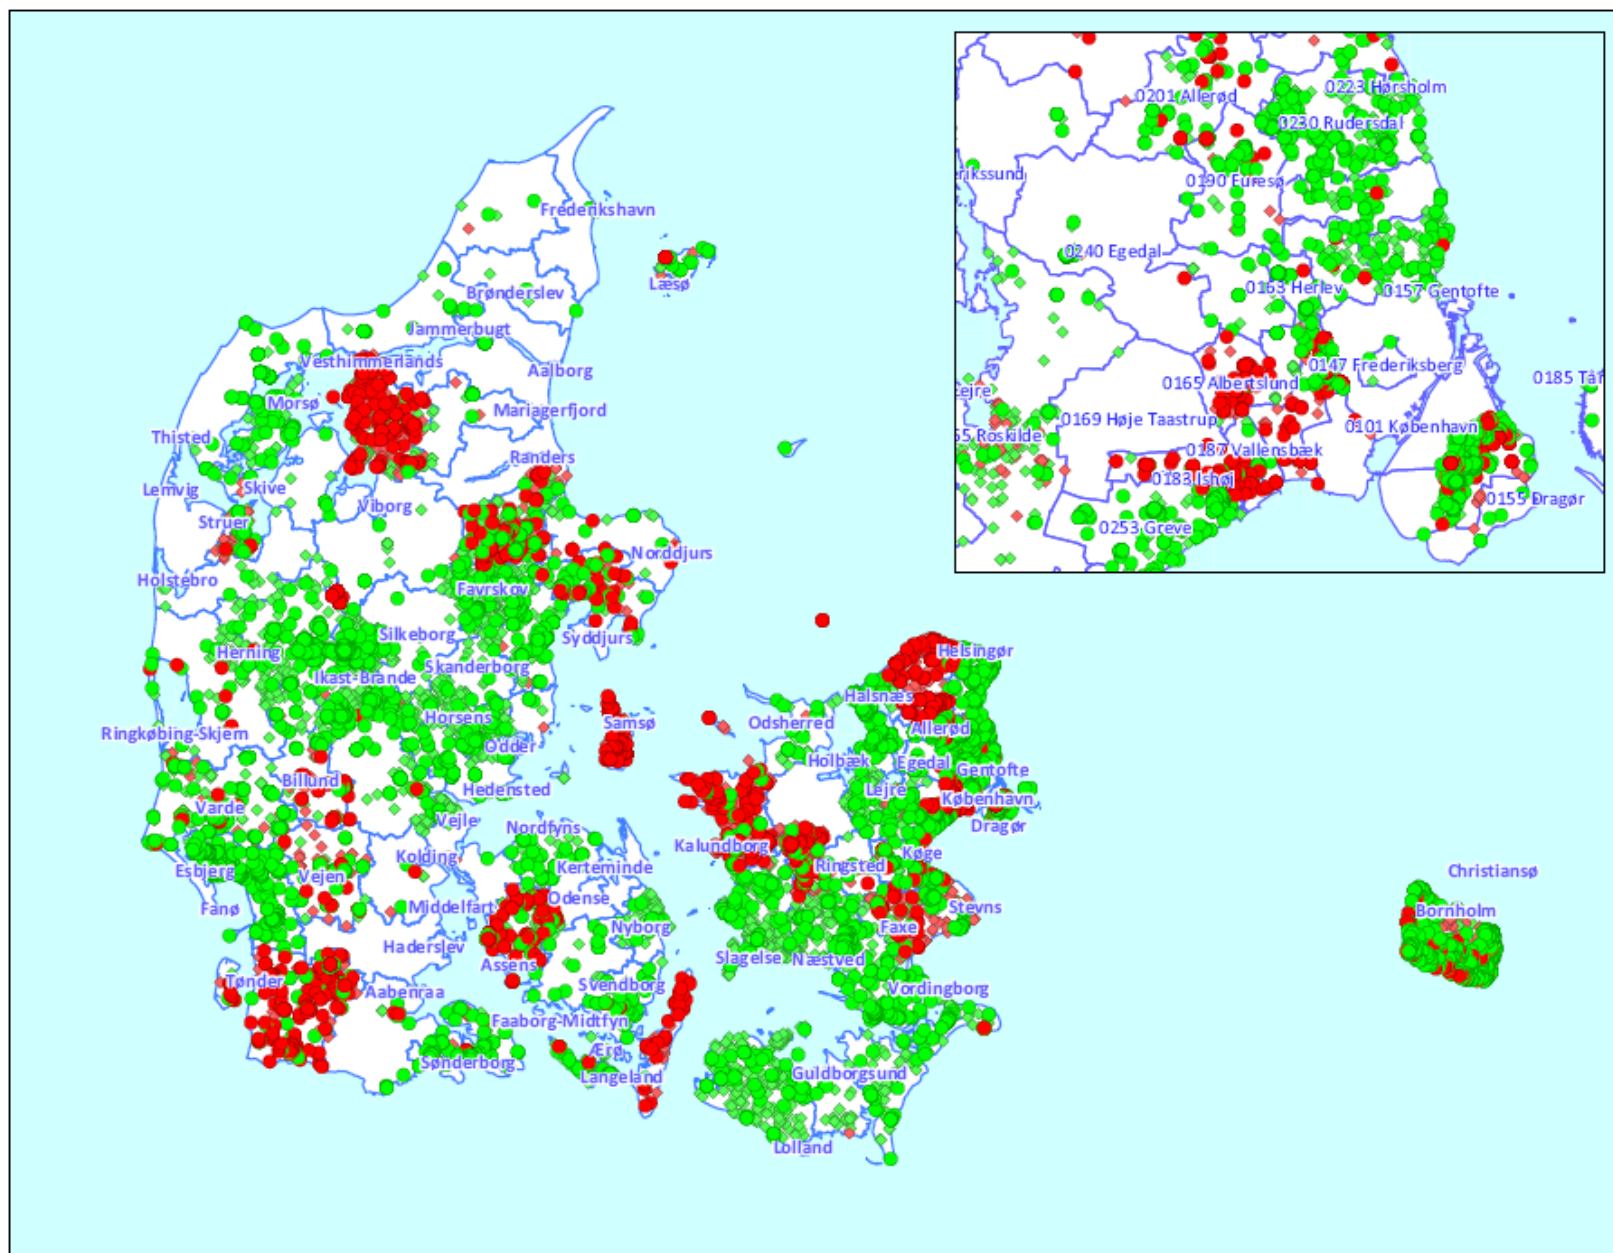 0223 Hørsholm
0201 Allerød
0230 Rudersdal
erikssund
0190 Furesø
0240 Egedal
0163 Herlev
0157 Gentofte
0147 Frederiksberg
0185 Tår
0165 Albertslund
Lejre
0169 Høje Taastrup
0101 København
55 Roskilde
0187 Vallensbæk
0183 Ishøj
0155 Dragør
0253 Greve
Frederikshavn
Læsø
Brønderslev
Jammerbugt
Vesthimmerlands
Aalborg
Morsø
Mariagerfjord
Thisted
Randers
Lemvig
Skive
Viborg
Struer
Norddjurs
Holstebro
Favrskov
Silkeborg
Syddjurs
Herning
Skanderborg
Ikast-Brande
Helsingør
Halsnæs
Horsens
Samsø
Odsherred
Allerød
Ringkøbing-Skjern
Odder
Holbæk
Egedal
Gentofte
Billund
Hedensted
Lejre
København
Varde
Vejle
Nordfyns
Dragør
Kalundborg
Kolding
Kerteminde
Ringsted
Køge
Esbjerg
Vejen
Christiansø
Fanø
Middelfart
Odense
Stevns
Bornholm
Nyborg
Faxe
Haderslev
Assens
Slagelse
Næstved
Tønder
Aabenraa
Svendborg
Vordingborg
Faaborg-Midtfyn
Ærø
Sønderborg
Langeland
Guldborgsund
Lolland